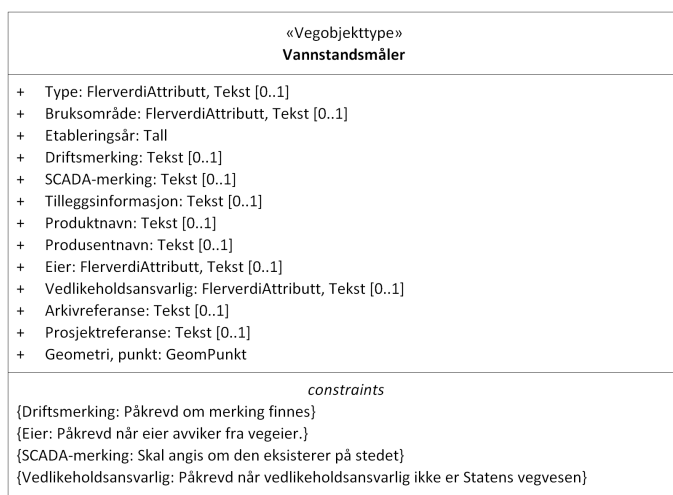 «Vegobjekttype»
Vannstandsmåler
+ Type: FlerverdiAttributt, Tekst [0..1]
+ Bruksområde: FlerverdiAttributt, Tekst [0..1]
+ Etableringsår: Tall
+ Driftsmerking: Tekst [0..1]
+ SCADA-merking: Tekst [0..1]
+ Tilleggsinformasjon: Tekst [0..1]
+ Produktnavn: Tekst [0..1]
+ Produsentnavn: Tekst [0..1]
+ Eier: FlerverdiAttributt, Tekst [0..1]
+ Vedlikeholdsansvarlig: FlerverdiAttributt, Tekst [0..1]
+ Arkivreferanse: Tekst [0..1]
+ Prosjektreferanse: Tekst [0..1]
+ Geometri, punkt: GeomPunkt
constraints
{Driftsmerking: Påkrevd om merking finnes}
{Eier: Påkrevd når eier avviker fra vegeier.}
{SCADA-merking: Skal angis om den eksisterer på stedet}
{Vedlikeholdsansvarlig: Påkrevd når vedlikeholdsansvarlig ikke er Statens vegvesen}